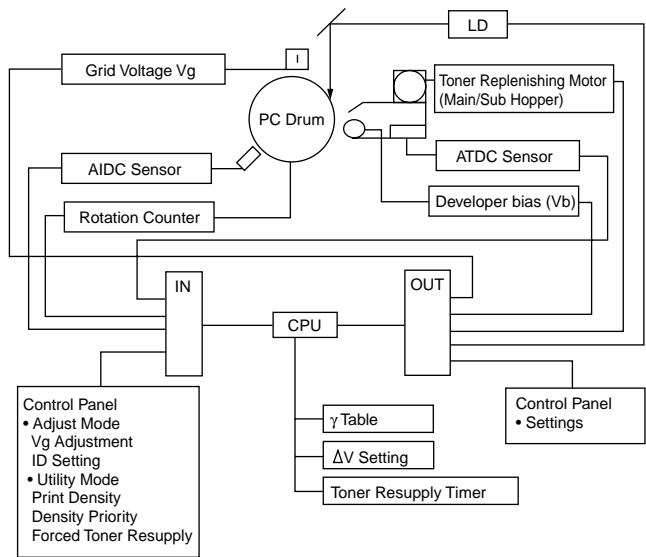 LD
I
Grid Voltage Vg
Toner Replenishing Motor
(Main/Sub Hopper)
PC Drum
AIDC Sensor
ATDC Sensor
Rotation Counter
Developer bias (Vb)
IN
OUT
CPU
Control Panel
• Adjust Mode
Vg Adjustment
ID Setting
• Utility Mode
Print Density
Density Priority
Forced Toner Resupply
γ Table
ΔV Setting
Toner Resupply Timer
Control Panel
• Settings